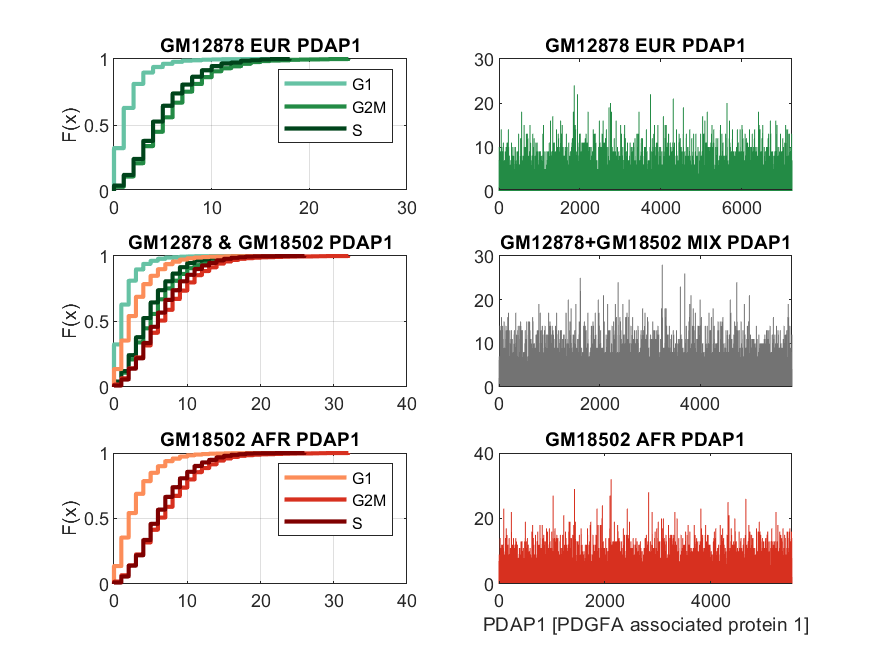 GM12878 EUR PDAP1
F(x)
1
0.5
0
0 10 20 30
G1
G2M
S
GM12878 EUR PDAP1
30
20
10
0
0 2000 4000 6000
GM12878 & GM18502 PDAP1
F(x)
1
0.5
0
0 10 20 30 40
GM12878+GM18502 MIX PDAP1
30
20
10
0
0 2000 4000
GM18502 AFR PDAP1
F(x)
1
0.5
0
0 10 20 30 40
G1
G2M
S
GM18502 AFR PDAP1
40
20
0
0 2000 4000
PDAP1 [PDGFA associated protein 1]